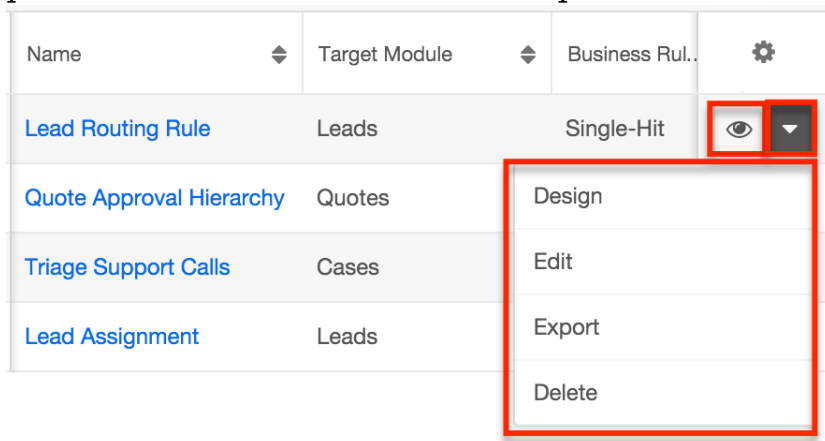 Name Target Module Business Rul..
Lead Routing Rule Leads Single-Hit
Quote Approval Hierarchy Quotes
Design
Triage Support Calls Cases
Edit
Lead Assignment Leads
Export
Delete